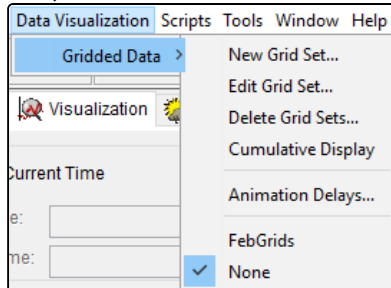 Data Visualization Scripts Tools Window Help
Gridded Data
New Grid Set...
Edit Grid Set...
Delete Grid Sets...
Cumulative Display
Animation Delays...
FebGrids
None
Visualization
Current Time
e:
me: